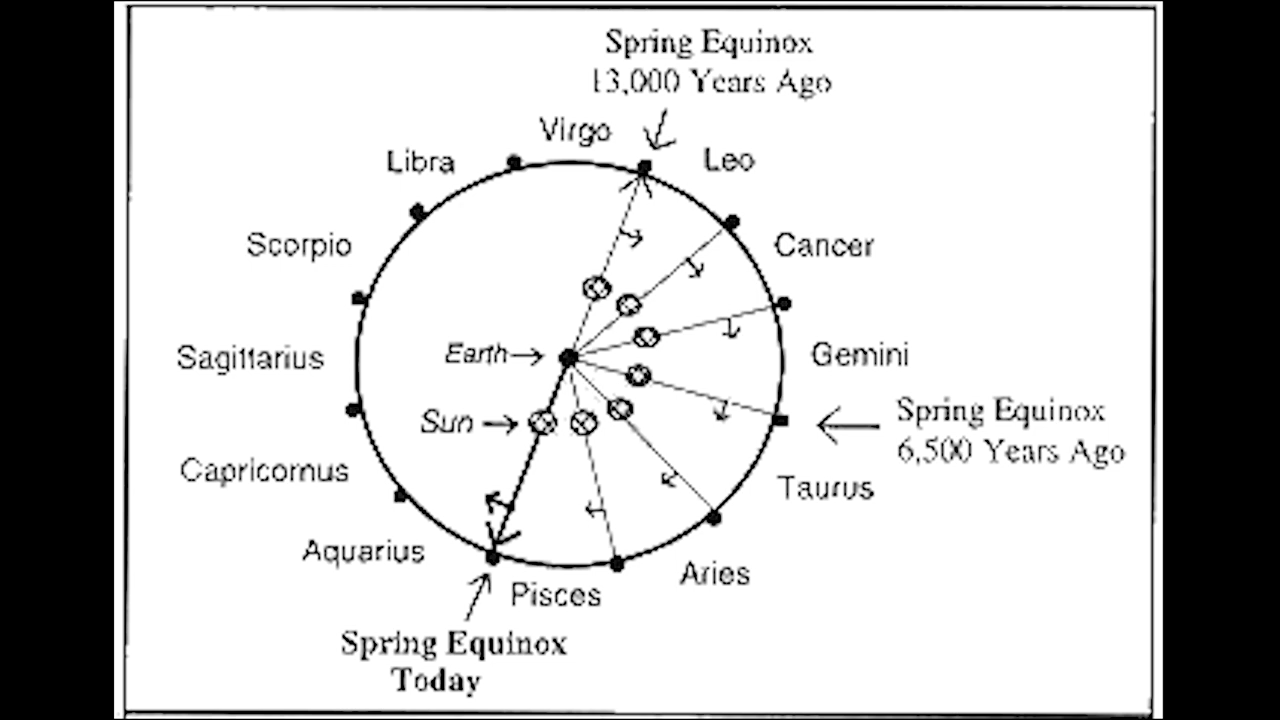 Spring Equinox
13,000 Years Ago
Virgo
Libra
Leo
Scorpio
Cancer
Earth
Sagittarius
Gemini
Sun
Spring Equinox
6,500 Years Ago
Capricornus
Taurus
Aquarius
Aries
Pisces
Spring Equinox
Today